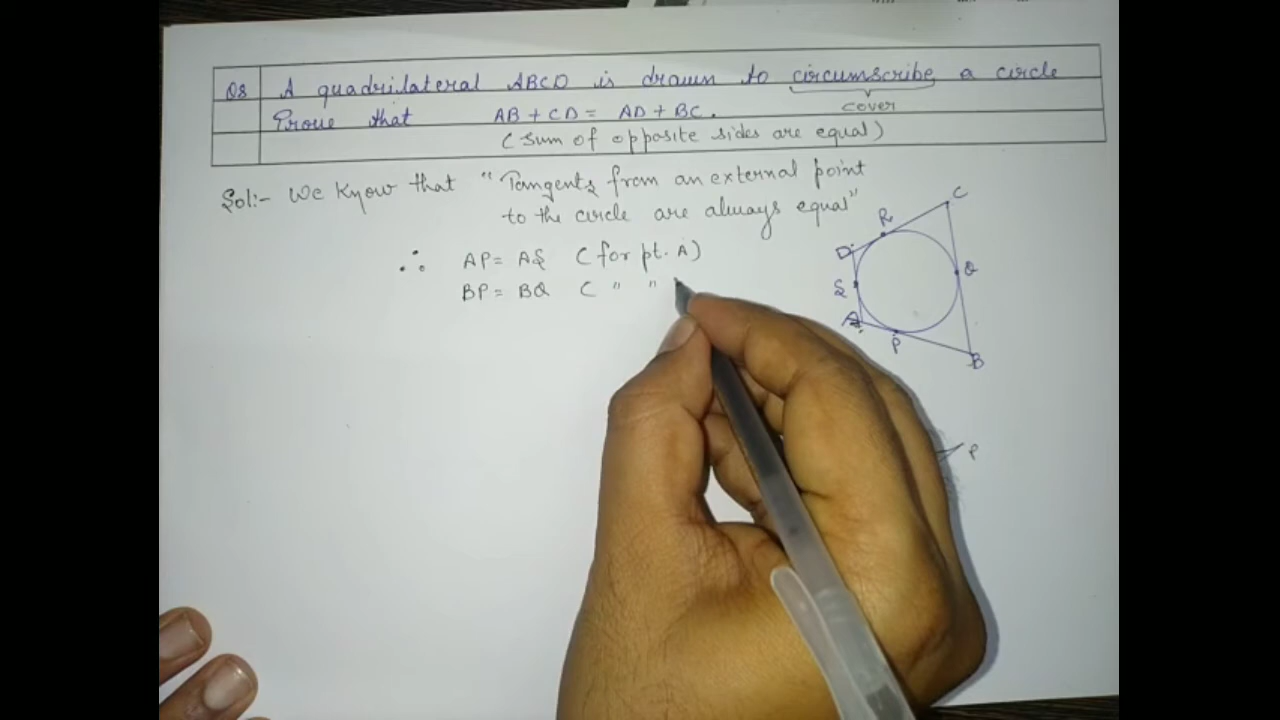 Q8 A quadrilateral ABCD is drawn to circumscribe a circle
Prove that AB + CD = AD + BC.
cover
(Sum of opposite sides are equal)
Sol:- We know that "Tangents from an external point
to the circle are always equal"
∴ AP = AS (for pt. A)
BP = BQ ( " "
C
R
D
Q
S
A
P
B
P